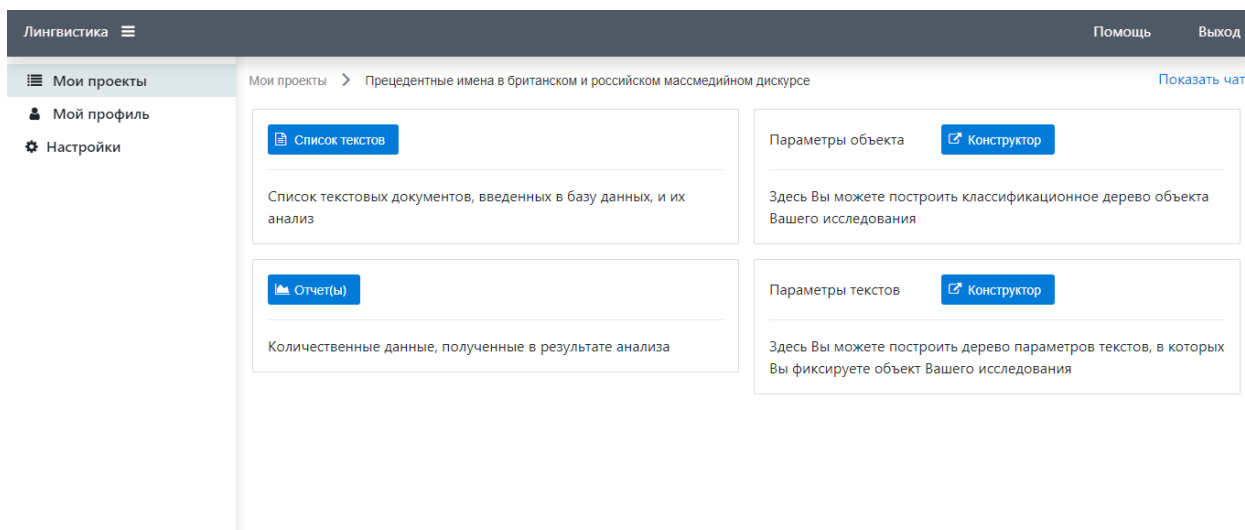 Лингвистика
Помощь
Выход
Мои проекты
Мой профиль
Настройки
Мои проекты
Прецедентные имена в британском и российском массмедийном дискурсе
Показать чат
Список текстов
Список текстовых документов, введенных в базу данных, и их
анализ
Параметры объекта
Конструктор
Здесь Вы можете построить классификационное дерево объекта
Вашего исследования
Отчет(ы)
Количественные данные, полученные в результате анализа
Параметры текстов
Конструктор
Здесь Вы можете построить дерево параметров текстов, в которых
Вы фиксируете объект Вашего исследования